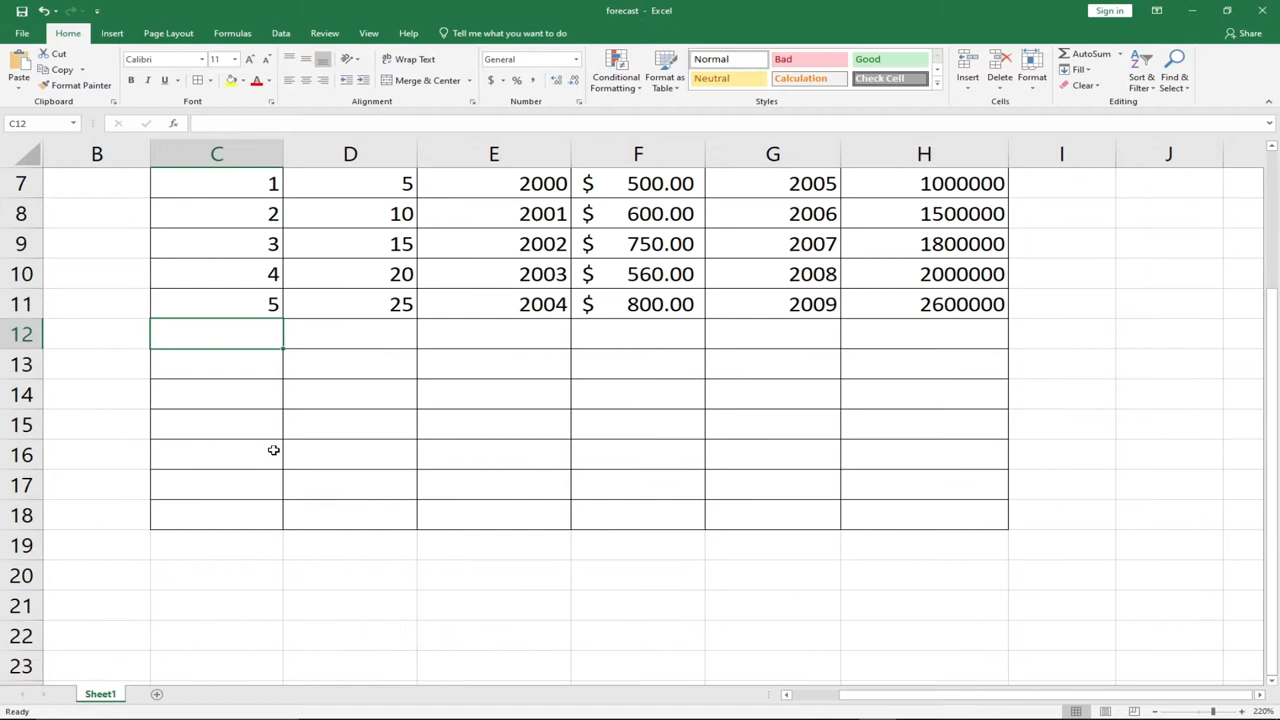 forecast - Excel
Sign in
File Home Insert Page Layout Formulas Data Review View Help Tell me what you want to do Share
Paste
Cut
Copy
Format Painter
Clipboard
Calibri 11
B I U
A
Font
Wrap Text
Merge & Center
Alignment
General
$ % ,
Number
Conditional Formatting
Format as Table
Normal Bad Good
Neutral Calculation Check Cell
Styles
Insert Delete Format
Cells
AutoSum
Fill
Clear
Sort & Filter
Find & Select
Editing
C12 fx
B C D E F G H I J
7 1 5 2000 $ 500.00 2005 1000000
8 2 10 2001 $ 600.00 2006 1500000
9 3 15 2002 $ 750.00 2007 1800000
10 4 20 2003 $ 560.00 2008 2000000
11 5 25 2004 $ 800.00 2009 2600000
12
13
14
15
16
17
18
19
20
21
22
23
Sheet1
Ready 220%